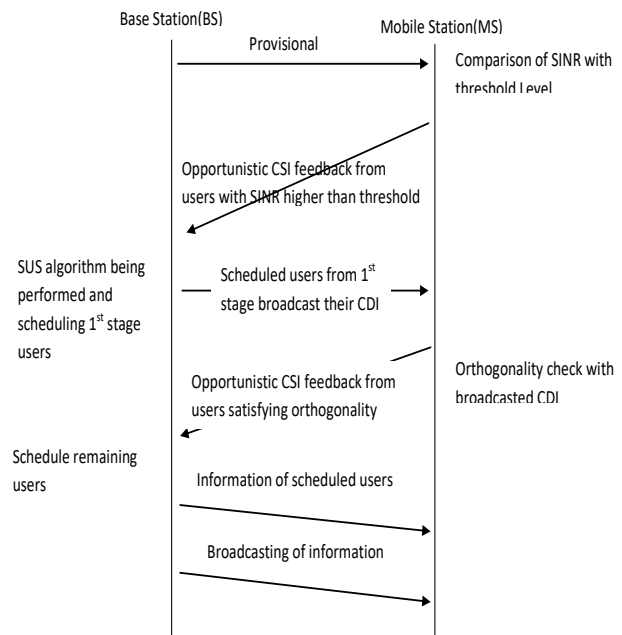 Base Station(BS)
Mobile Station(MS)
Provisional
Comparison of SINR with
threshold Level
Opportunistic CSI feedback from
users with SINR higher than threshold
SUS algorithm being
performed and
scheduling 1st stage
users
Scheduled users from 1st
stage broadcast their CDI
Orthogonality check with
broadcasted CDI
Opportunistic CSI feedback from
users satisfying orthogonality
Schedule remaining
users
Information of scheduled users
Broadcasting of information